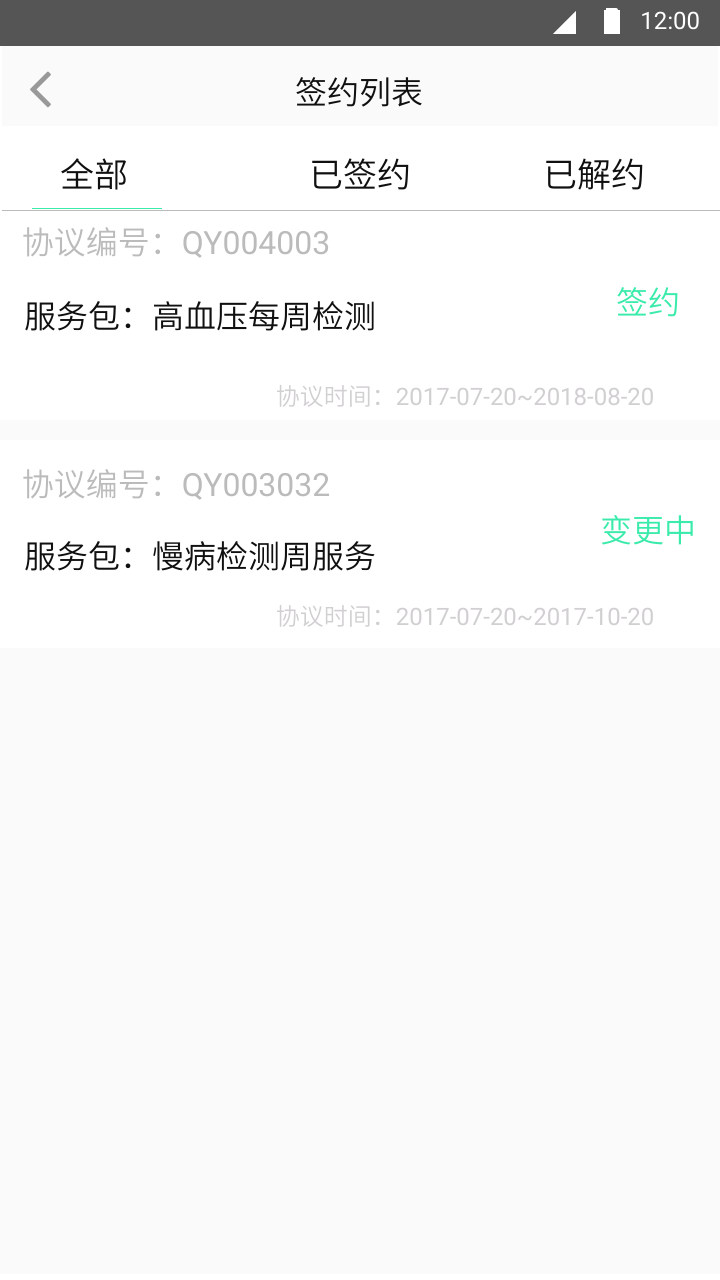 12:00
签约列表
全部 已签约 已解约
协议编号：QY004003
签约
服务包：高血压每周检测
协议时间：2017-07-20~2018-08-20
协议编号：QY003032
变更中
服务包：慢病检测周服务
协议时间：2017-07-20~2017-10-20